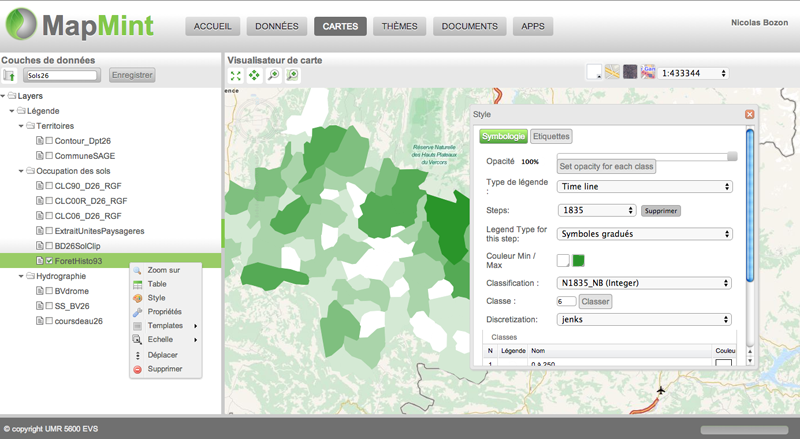 MapMint
ACCUEIL
DONNÉES
CARTES
THÈMES
DOCUMENTS
APPS
Nicolas Bozon
Couches de données
Sols26
Enregistrer
Layers
Légende
Territoires
Contour_Dpt26
CommuneSAGE
Occupation des sols
CLC90_D26_RGF
CLC00R_D26_RGF
CLC06_D26_RGF
ExtraitUnitesPaysageres
BD26SolClip
ForetHisto93
Hydrographie
BVdrome
SS_BV26
coursdeau26
Zoom sur
Table
Style
Propriétés
Templates
Echelle
Déplacer
Supprimer
Visualisateur de carte
1:433344
ence
Réserve Naturelle
des Hauts Plateaux
du Vercors
Style
Symbologie
Etiquettes
Opacité 100%
Set opacity for each class
Type de légende
:
Time line
Steps:
1835
Supprimer
Legend Type for
this step:
Symboles gradués
Couleur Min /
Max
Classification :
N1835_NB (Integer)
Classe :
6
Classer
Discretization:
jenks
Classes
N Légende Nom Couleu
1 0 à 250
© copyright UMR 5600 EVS